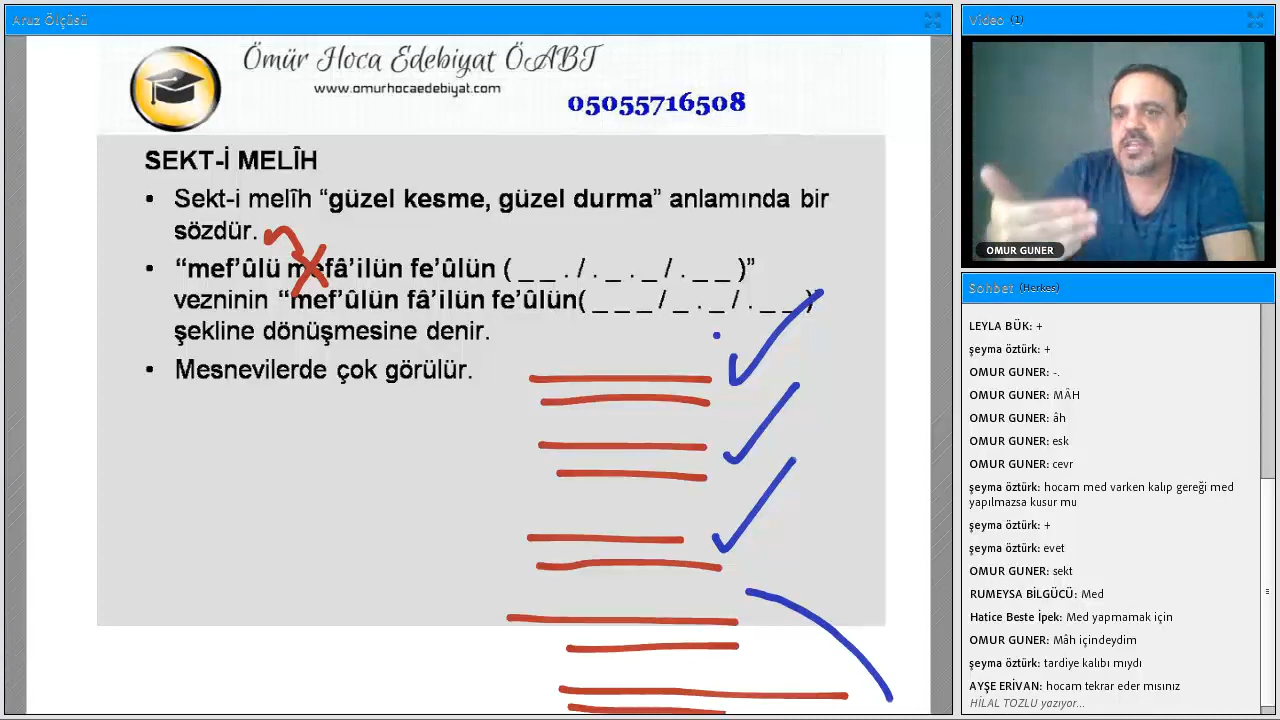 Aruz Ölçüsü
Ömür Hoca Edebiyat ÖABT
www.omurhocaedebiyat.com
05055716508
SEKT-İ MELÎH
• Sekt-i melîh “güzel kesme, güzel durma” anlamında bir
sözdür.
• “mef’ûlü mefâ’ilün fe’ûlün ( _ _ . / . _ . _ / . _ _ )”
vezninin “mef’ûlün fâ’ilün fe’ûlün( _ _ _ / _ . _ / . _ _ )”
şekline dönüşmesine denir.
• Mesnevilerde çok görülür.
Video (1)
OMUR GUNER
Sohbet (Herkes)
LEYLA BÜK: +
şeyma öztürk: +
OMUR GUNER: -.
OMUR GUNER: MÂH
OMUR GUNER: âh
OMUR GUNER: esk
OMUR GUNER: cevr
şeyma öztürk: hocam med varken kalıp gereği med
yapılmazsa kusur mu
şeyma öztürk: +
şeyma öztürk: evet
OMUR GUNER: sekt
RUMEYSA BİLGÜCÜ: Med
Hatice Beste İpek: Med yapmamak için
OMUR GUNER: Mâh içindeydim
şeyma öztürk: tardiye kalıbı mıydı
AYŞE ERİVAN: hocam tekrar eder mısınız
HİLAL TOZLU yazıyor...